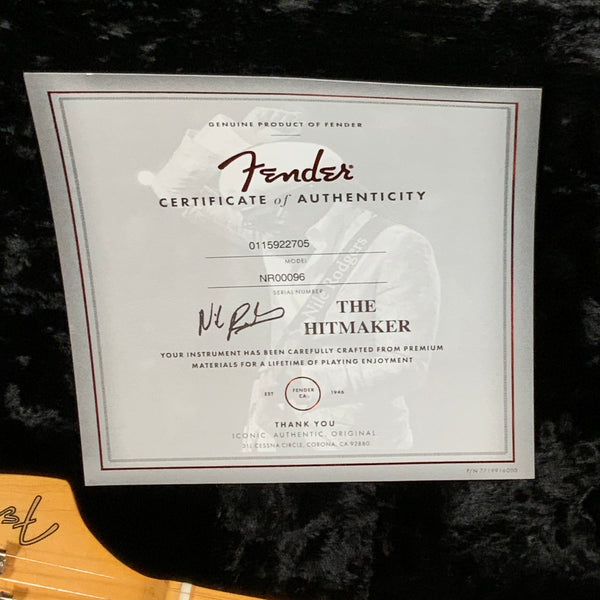 GENUINE PRODUCT OF FENDER
Fender®
CERTIFICATE of AUTHENTICITY
0115922705
MODEL
NR00096
SERIAL NUMBER
Nile Rodgers
THE
HITMAKER
YOUR INSTRUMENT HAS BEEN CAREFULLY CRAFTED FROM PREMIUM
MATERIALS FOR A LIFETIME OF PLAYING ENJOYMENT
EST FENDER CA. 1946
THANK YOU
ICONIC. AUTHENTIC. ORIGINAL.
311 CESSNA CIRCLE, CORONA, CA 92880
P/N 7719916000